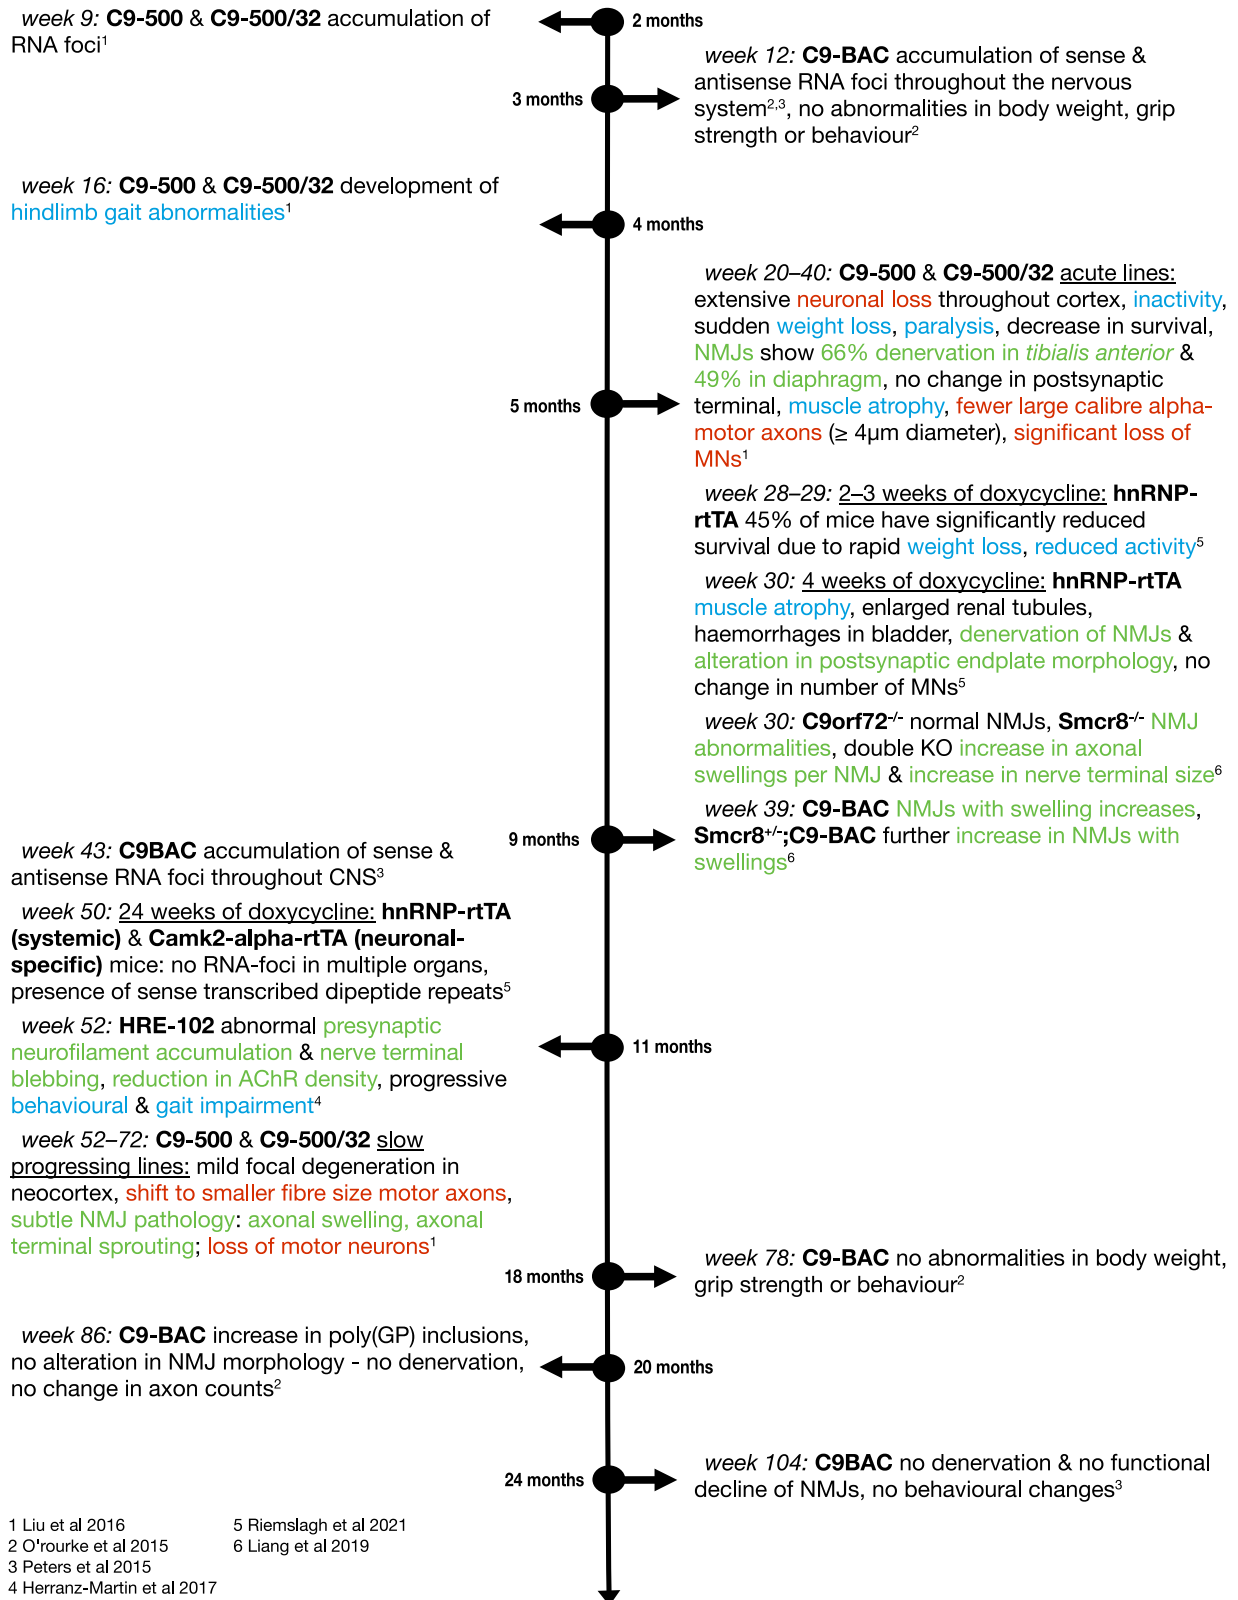 week 9: C9-500 & C9-500/32 accumulation of
RNA foci1
2 months
week 12: C9-BAC accumulation of sense &
antisense RNA foci throughout the nervous
system2,3, no abnormalities in body weight, grip
strength or behaviour2
3 months
week 16: C9-500 & C9-500/32 development of
hindlimb gait abnormalities1
4 months
week 20–40: C9-500 & C9-500/32 acute lines:
extensive neuronal loss throughout cortex, inactivity,
sudden weight loss, paralysis, decrease in survival,
NMJs show 66% denervation in tibialis anterior &
49% in diaphragm, no change in postsynaptic
terminal, muscle atrophy, fewer large calibre alpha-
motor axons (≥ 4μm diameter), significant loss of
MNs1
5 months
week 28–29: 2–3 weeks of doxycycline: hnRNP-
rtTA 45% of mice have significantly reduced
survival due to rapid weight loss, reduced activity5
week 30: 4 weeks of doxycycline: hnRNP-rtTA
muscle atrophy, enlarged renal tubules,
haemorrhages in bladder, denervation of NMJs &
alteration in postsynaptic endplate morphology, no
change in number of MNs5
week 30: C9orf72-/- normal NMJs, Smcr8-/- NMJ
abnormalities, double KO increase in axonal
swellings per NMJ & increase in nerve terminal size6
week 39: C9-BAC NMJs with swelling increases,
Smcr8+/-;C9-BAC further increase in NMJs with
swellings6
9 months
week 43: C9BAC accumulation of sense &
antisense RNA foci throughout CNS3
week 50: 24 weeks of doxycycline: hnRNP-rtTA
(systemic) & Camk2-alpha-rtTA (neuronal-
specific) mice: no RNA-foci in multiple organs,
presence of sense transcribed dipeptide repeats5
week 52: HRE-102 abnormal presynaptic
neurofilament accumulation & nerve terminal
blebbing, reduction in AChR density, progressive
behavioural & gait impairment4
11 months
week 52–72: C9-500 & C9-500/32 slow
progressing lines: mild focal degeneration in
neocortex, shift to smaller fibre size motor axons,
subtle NMJ pathology: axonal swelling, axonal
terminal sprouting; loss of motor neurons1
week 78: C9-BAC no abnormalities in body weight,
grip strength or behaviour2
18 months
week 86: C9-BAC increase in poly(GP) inclusions,
no alteration in NMJ morphology - no denervation,
no change in axon counts2
20 months
week 104: C9BAC no denervation & no functional
decline of NMJs, no behavioural changes3
24 months
1 Liu et al 2016
2 O'rourke et al 2015
3 Peters et al 2015
4 Herranz-Martin et al 2017
5 Riemslagh et al 2021
6 Liang et al 2019